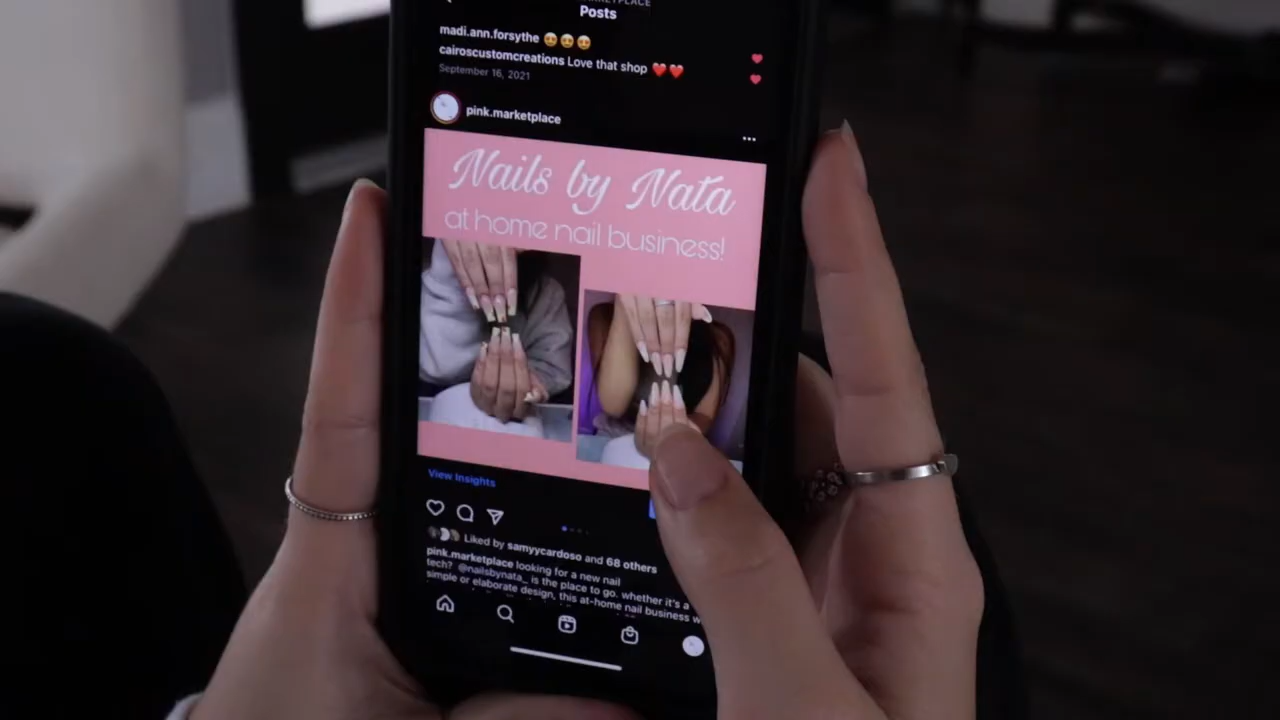 Posts
madi.ann.forsythe 😍😍😍
cairoscustomcreations Love that shop ❤️❤️
September 16, 2021
pink.marketplace
Nails by Nata
at home nail business!
View Insights
Liked by samyycardoso and 68 others
pink.marketplace looking for a new nail
tech? @nailsbynata_ is the place to go. whether it's a
simple or elaborate design, this at-home nail business w